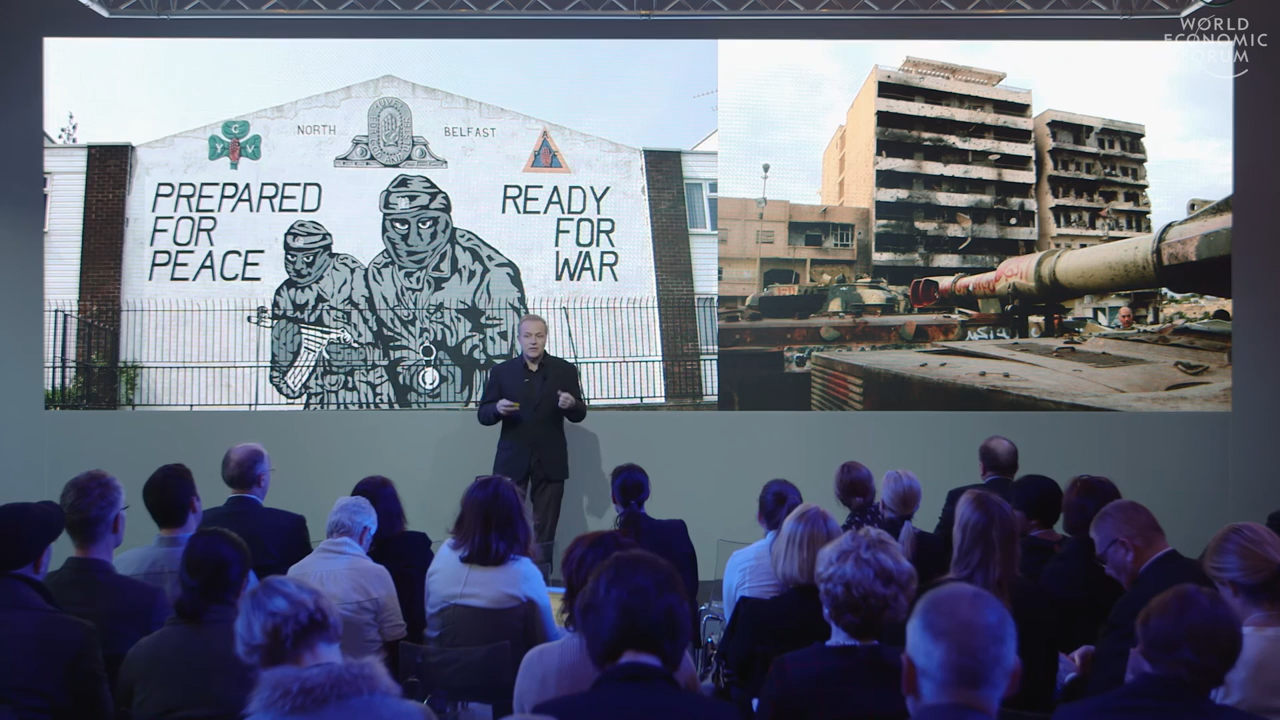 WORLD
ECONOMIC
FORUM
NORTH
BELFAST
C
Y
V
PREPARED
FOR
PEACE
READY
FOR
WAR